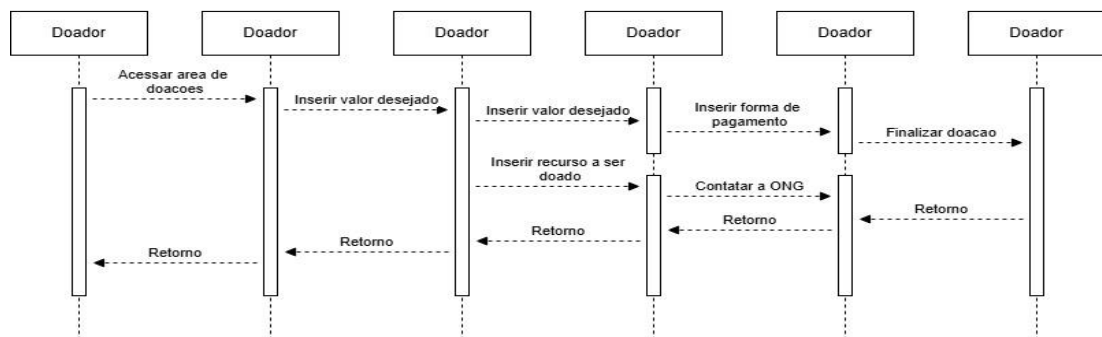 Doador
Doador
Doador
Doador
Doador
Doador
Acessar area de
doacoes
Inserir valor desejado
Inserir valor desejado
Inserir forma de
pagamento
Finalizar doacao
Inserir recurso a ser
doado
Contatar a ONG
Retorno
Retorno
Retorno
Retorno
Retorno